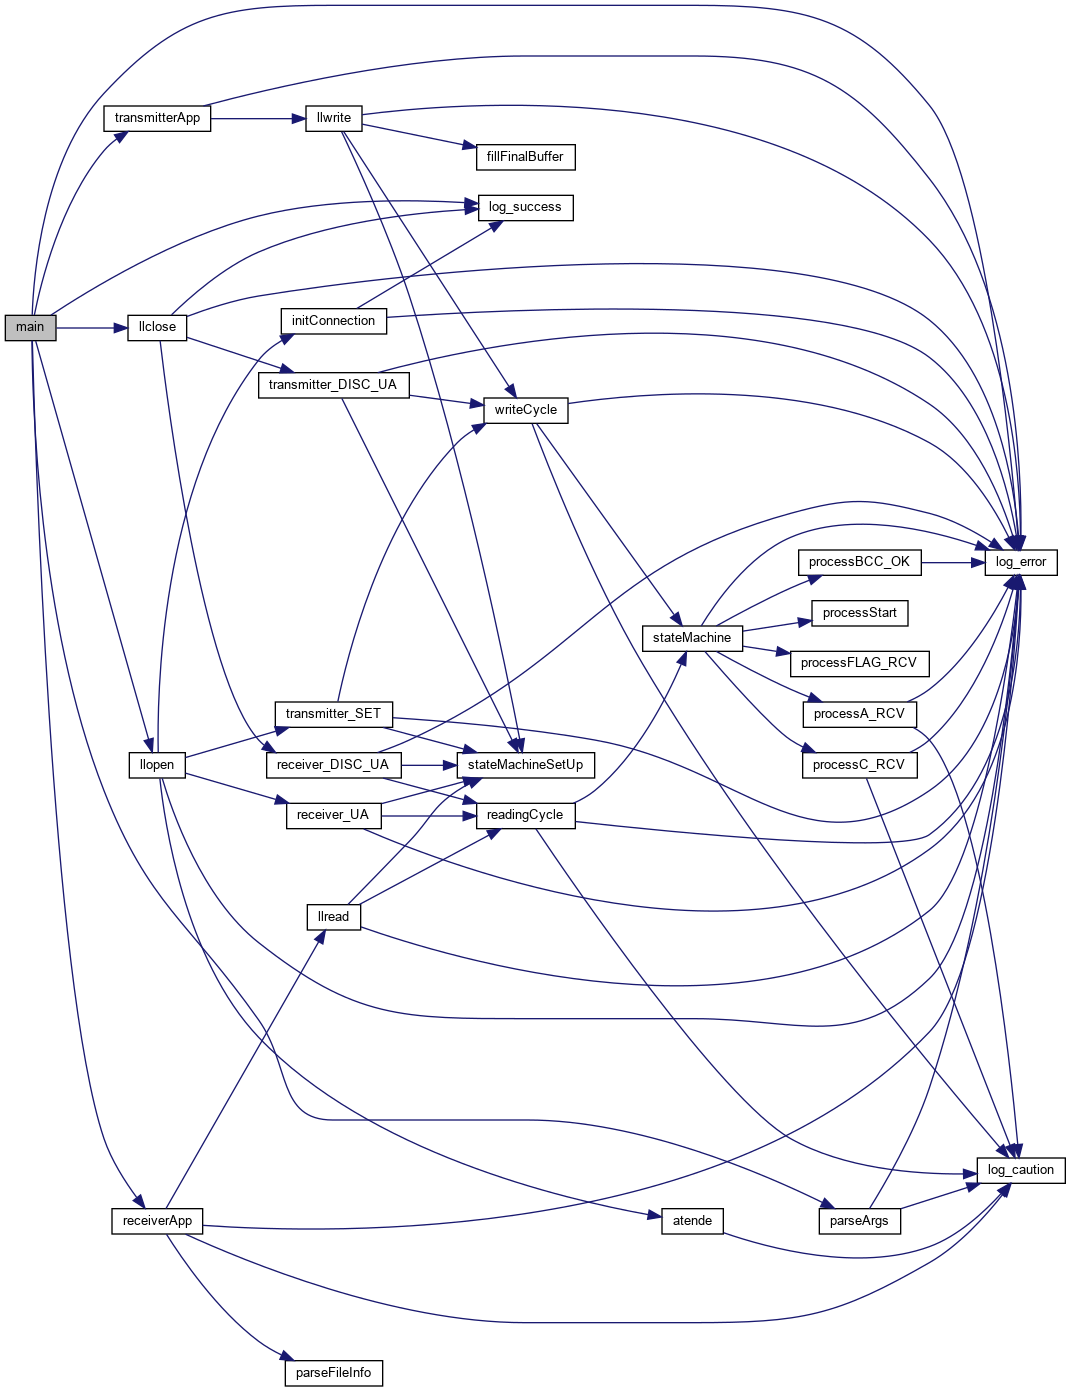 transmitterApp
llwrite
fillFinalBuffer
log_success
main
llclose
initConnection
transmitter_DISC_UA
writeCycle
log_error
processBCC_OK
processStart
stateMachine
processFLAG_RCV
transmitter_SET
processA_RCV
llopen
receiver_DISC_UA
stateMachineSetUp
processC_RCV
receiver_UA
readingCycle
llread
log_caution
receiverApp
atende
parseArgs
parseFileInfo